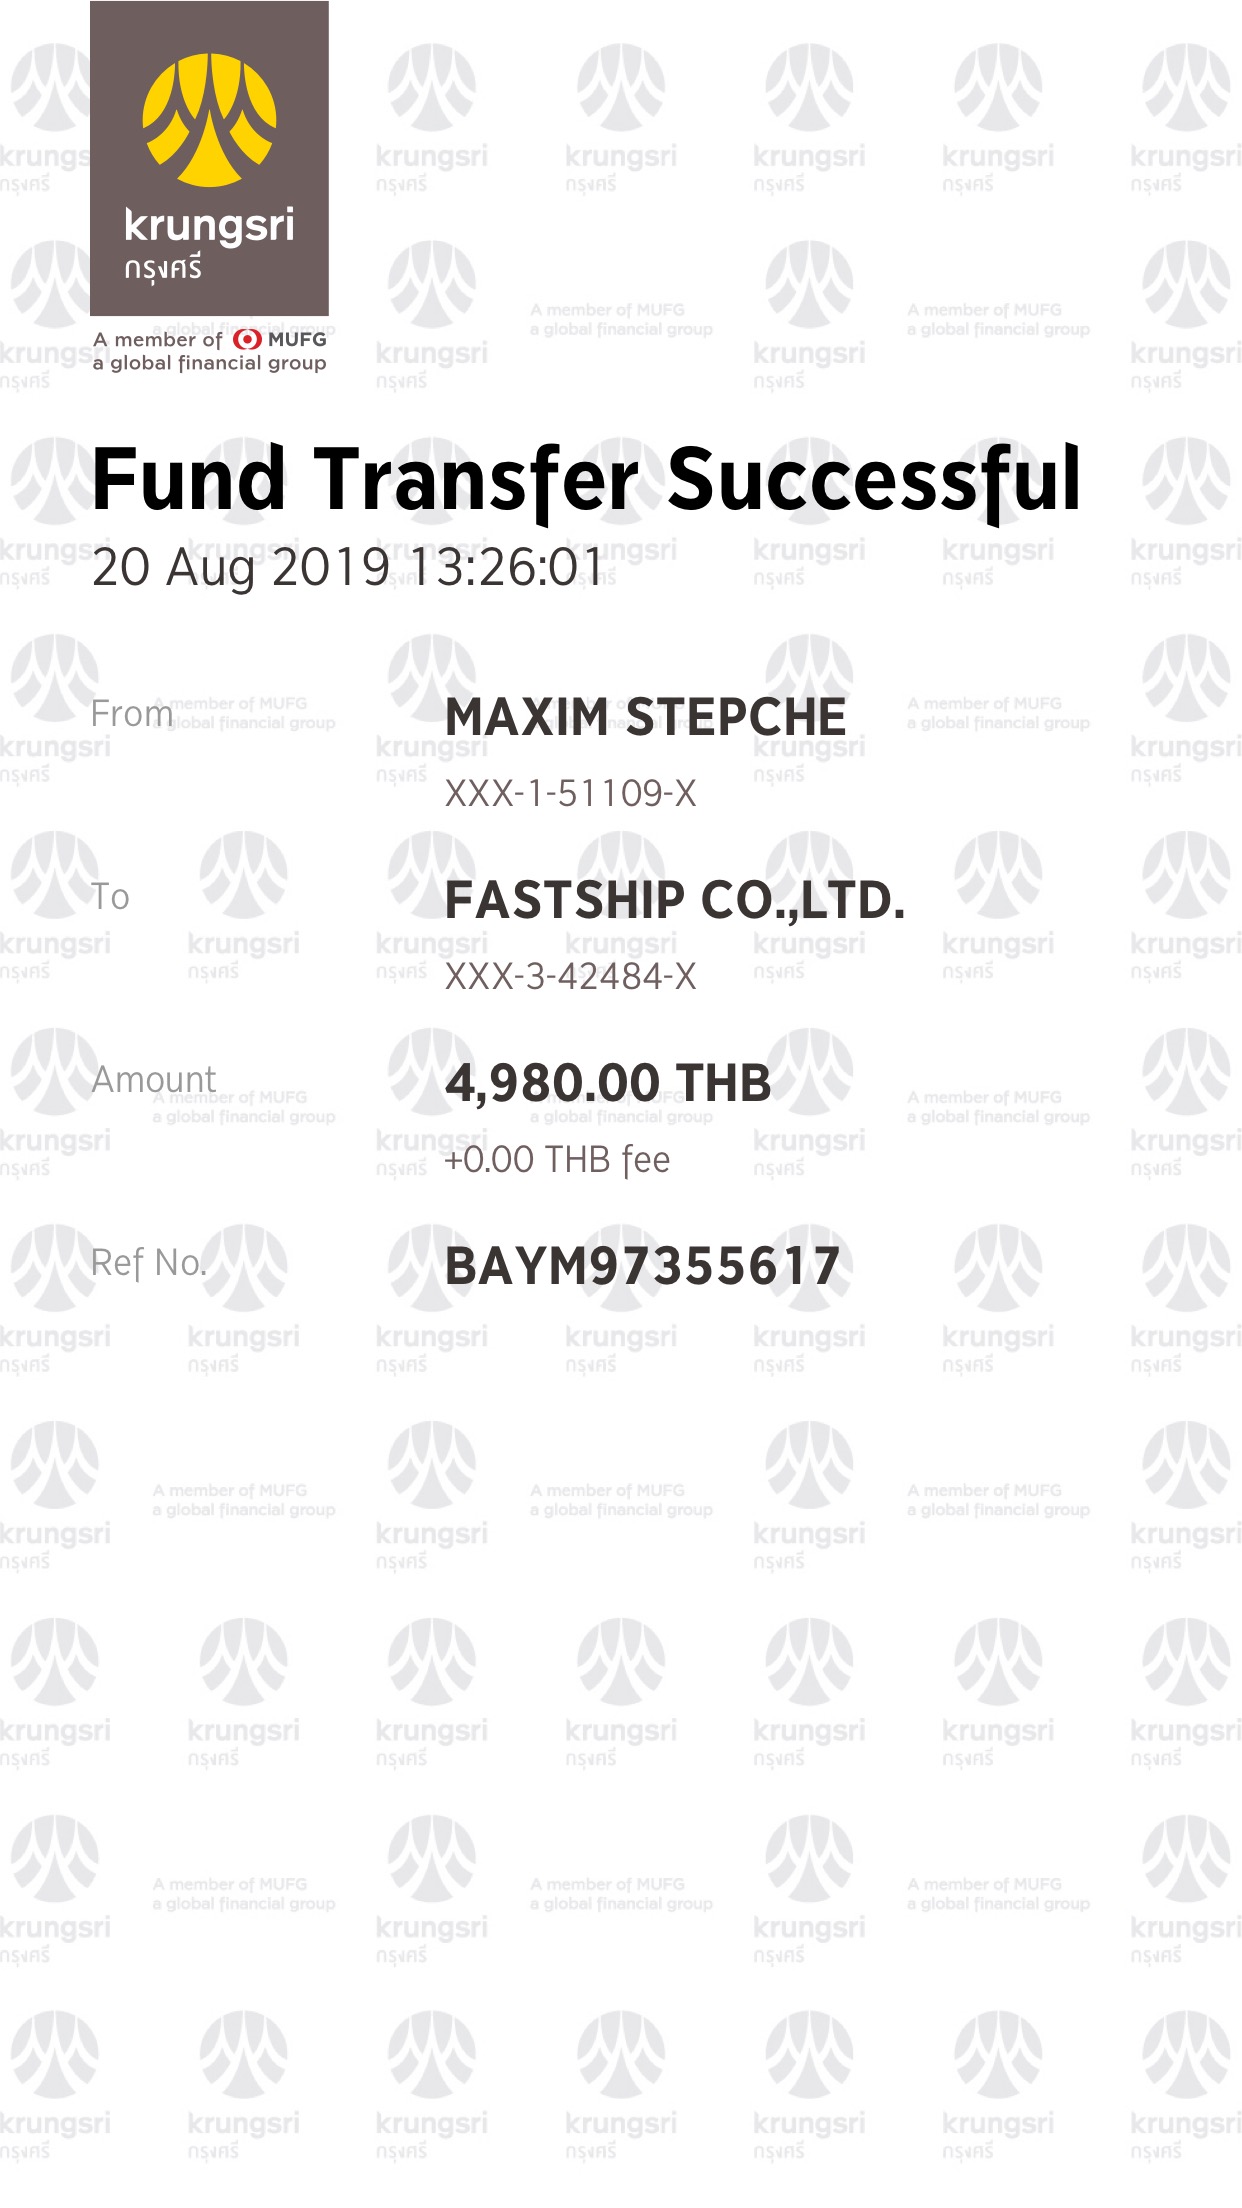 krungsri
กรุงศรี
A member of MUFG
a global financial group
Fund Transfer Successful
20 Aug 2019 13:26:01
From MAXIM STEPCHE
XXX-1-51109-X
To FASTSHIP CO.,LTD.
XXX-3-42484-X
Amount 4,980.00 THB
+0.00 THB fee
Ref No. BAYM97355617